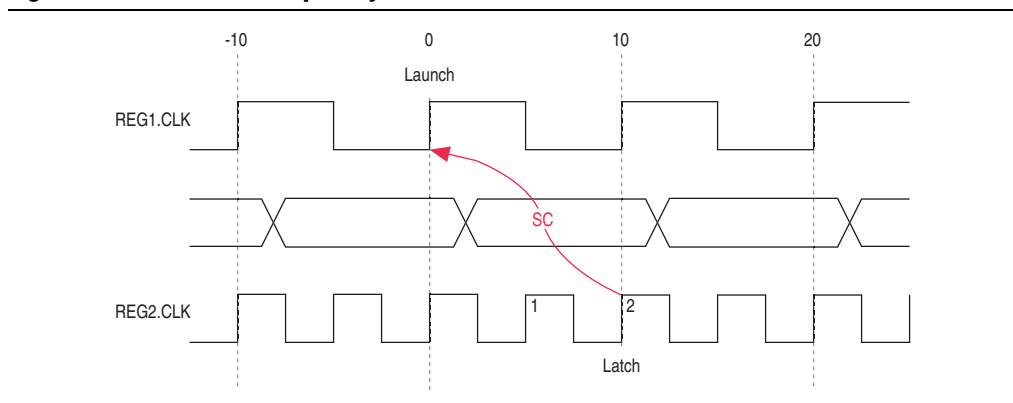 -10 0 10 20
Launch
REG1.CLK
SC
REG2.CLK 1 2
Latch